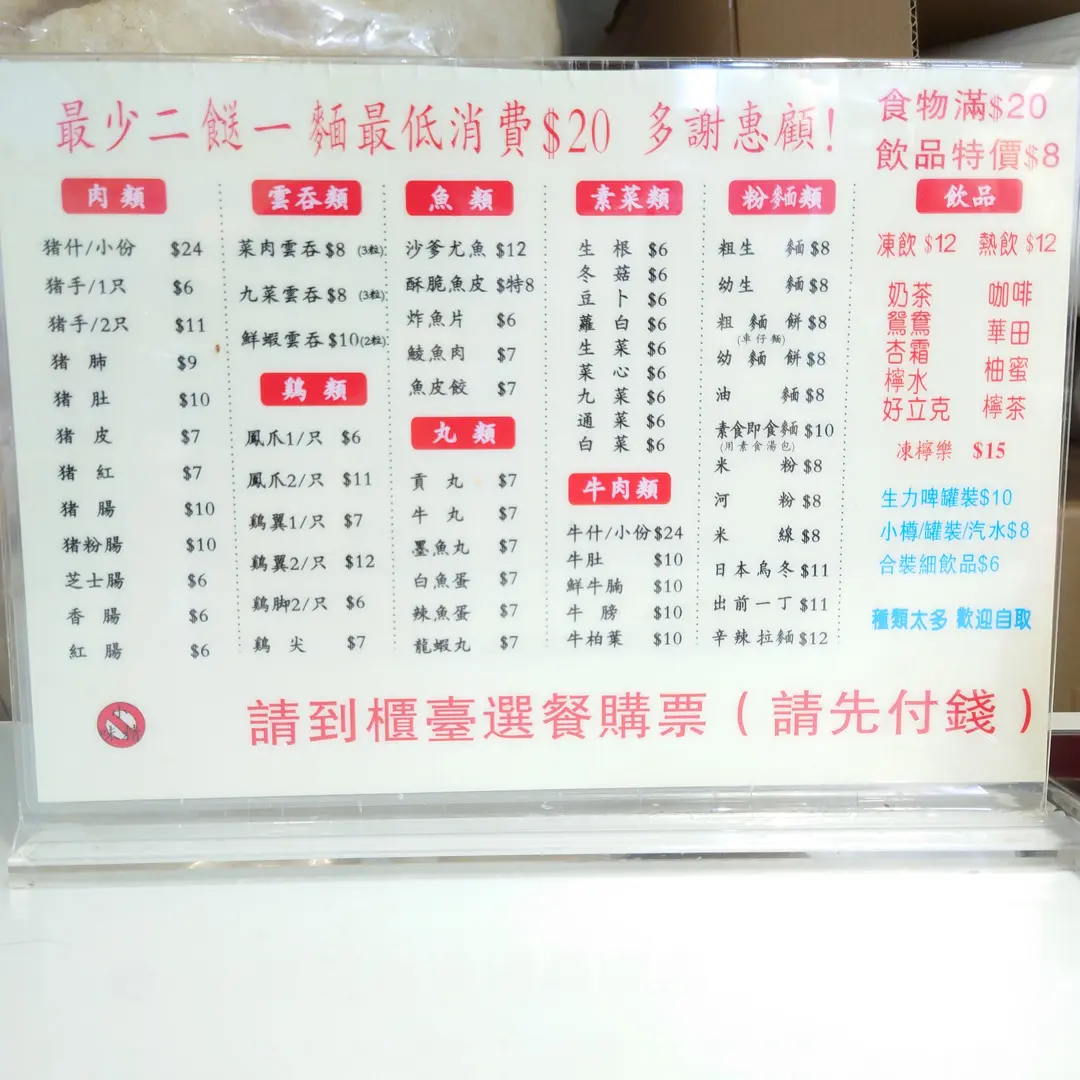 最少二餸一麵最低消費$20 多謝惠顧!
食物滿$20
飲品特價$8
肉類
猪什/小份 $24
猪手/1只 $6
猪手/2只 $11
猪肺 $9
猪肚 $10
猪皮 $7
猪紅 $7
猪腸 $10
猪粉腸 $10
芝士腸 $6
香腸 $6
紅腸 $6
雲吞類
菜肉雲吞 $8 (3粒)
九菜雲吞 $8 (3粒)
鮮蝦雲吞 $10 (2粒)
鷄類
鳳爪1/只 $6
鳳爪2/只 $11
鷄翼1/只 $7
鷄翼2/只 $12
鷄脚2/只 $6
鷄尖 $7
魚類
沙爹尤魚 $12
酥脆魚皮 $特8
炸魚片 $6
鯪魚肉 $7
魚皮餃 $7
丸類
貢丸 $7
牛丸 $7
墨魚丸 $7
白魚蛋 $7
辣魚蛋 $7
龍蝦丸 $7
素菜類
生根 $6
冬菇 $6
豆卜 $6
蘿白 $6
生菜 $6
菜心 $6
九菜 $6
通菜 $6
白菜 $6
牛肉類
牛什/小份 $24
牛肚 $10
鮮牛腩 $10
牛膀 $10
牛柏葉 $10
粉麵類
粗生麵 $8
幼生麵 $8
粗麵餅 $8
(車仔麵)
幼麵餅 $8
油麵 $8
素食即食麵 $10
(用素食湯包)
米粉 $8
河粉 $8
米線 $8
日本烏冬 $11
出前一丁 $11
辛辣拉麵 $12
飲品
凍飲 $12 熱飲 $12
奶茶 咖啡
鴛鴦 華田
杏霜 柚蜜
檸水 檸茶
好立克
凍檸樂 $15
生力啤罐裝$10
小樽/罐裝/汽水$8
合裝細飲品$6
種類太多 歡迎自取
請到櫃臺選餐購票(請先付錢)